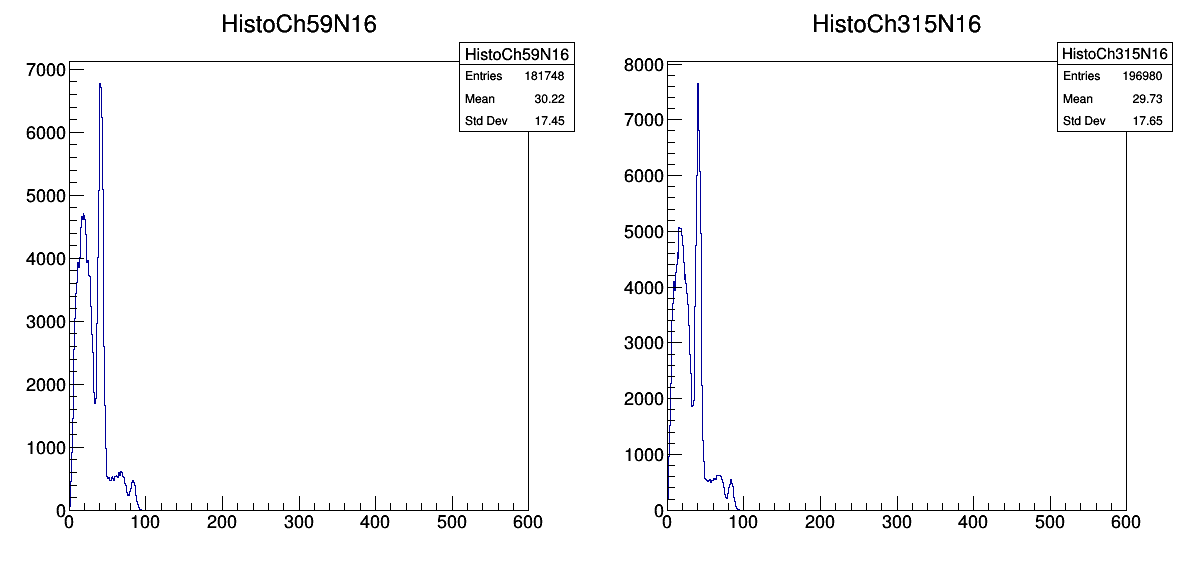 HistoCh59N16
HistoCh59N16
Entries 181748
Mean 30.22
Std Dev 17.45
7000
6000
5000
4000
3000
2000
1000
0
0 100 200 300 400 500 600
HistoCh315N16
HistoCh315N16
Entries 196980
Mean 29.73
Std Dev 17.65
8000
7000
6000
5000
4000
3000
2000
1000
0
0 100 200 300 400 500 600